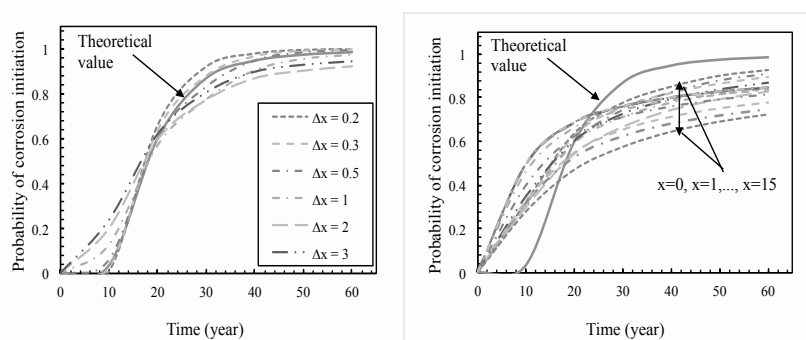 Probability of corrosion initiation
1
0.8
0.6
0.4
0.2
0
0 10 20 30 40 50 60
Time (year)
Theoretical
value
Δx = 0.2
Δx = 0.3
Δx = 0.5
Δx = 1
Δx = 2
Δx = 3
Probability of corrosion initiation
1
0.8
0.6
0.4
0.2
0
0 10 20 30 40 50 60
Time (year)
Theoretical
value
x=0, x=1,..., x=15